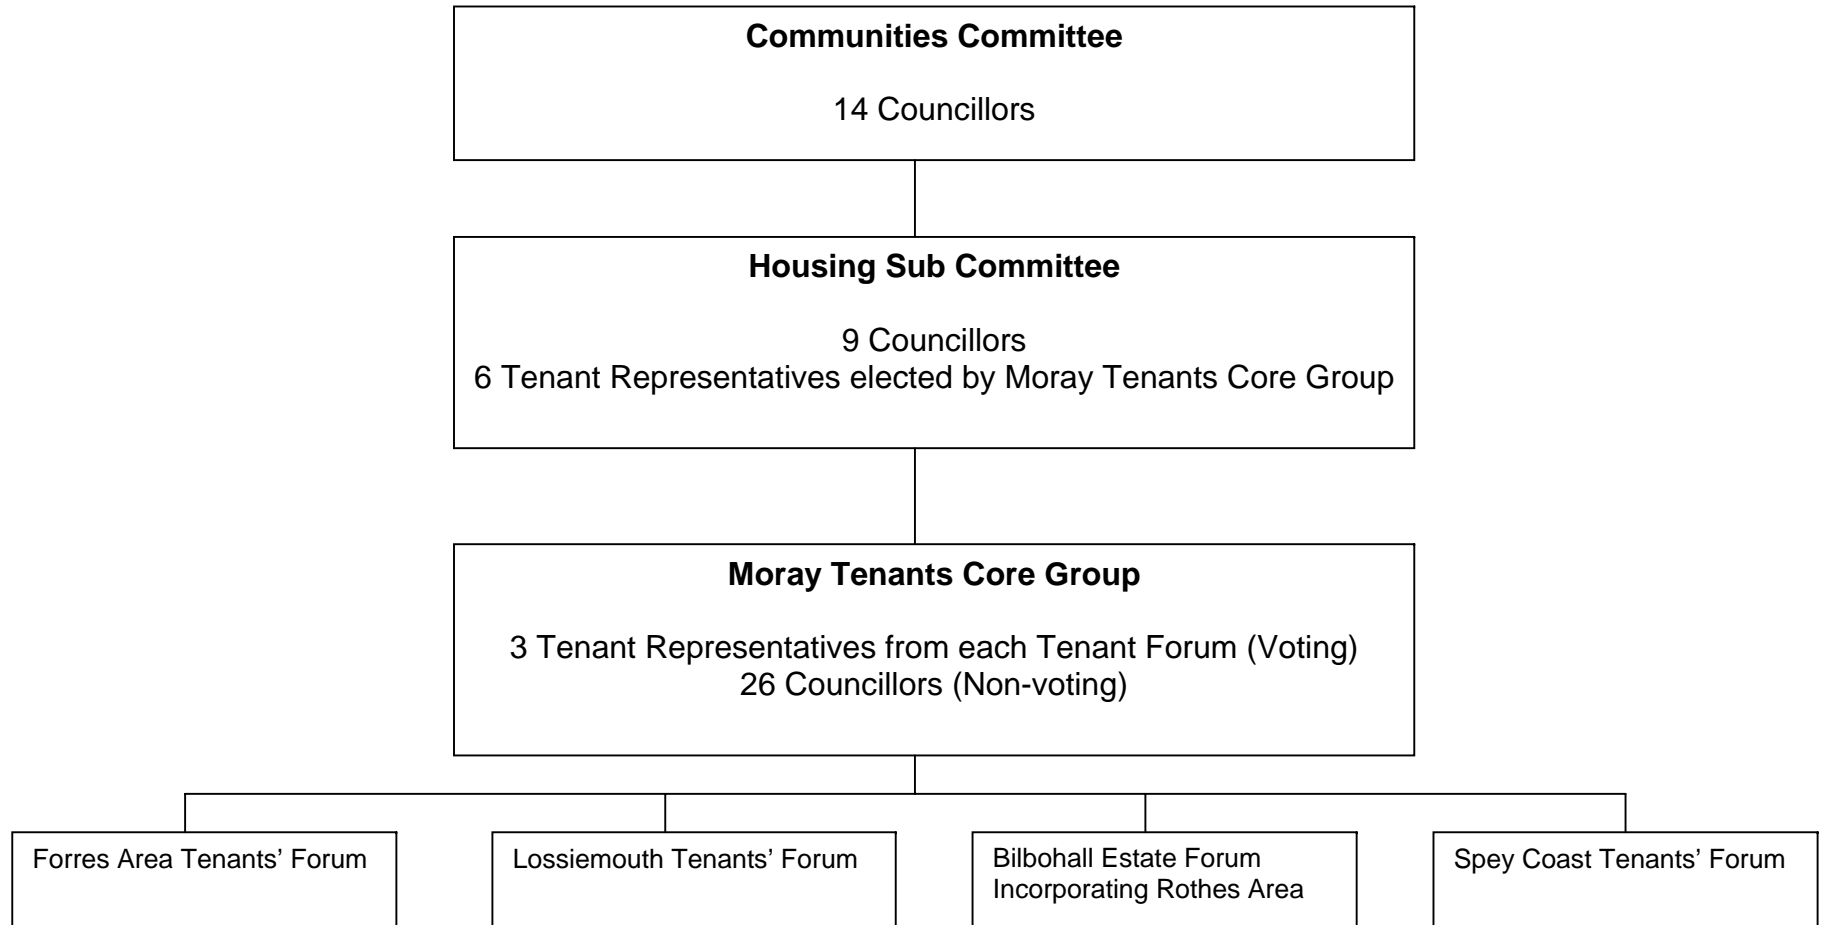 Communities Committee
14 Councillors
Housing Sub Committee
9 Councillors
6 Tenant Representatives elected by Moray Tenants Core Group
Moray Tenants Core Group
3 Tenant Representatives from each Tenant Forum (Voting)
26 Councillors (Non-voting)
Forres Area Tenants’ Forum
Lossiemouth Tenants’ Forum
Bilbohall Estate Forum
Incorporating Rothes Area
Spey Coast Tenants’ Forum